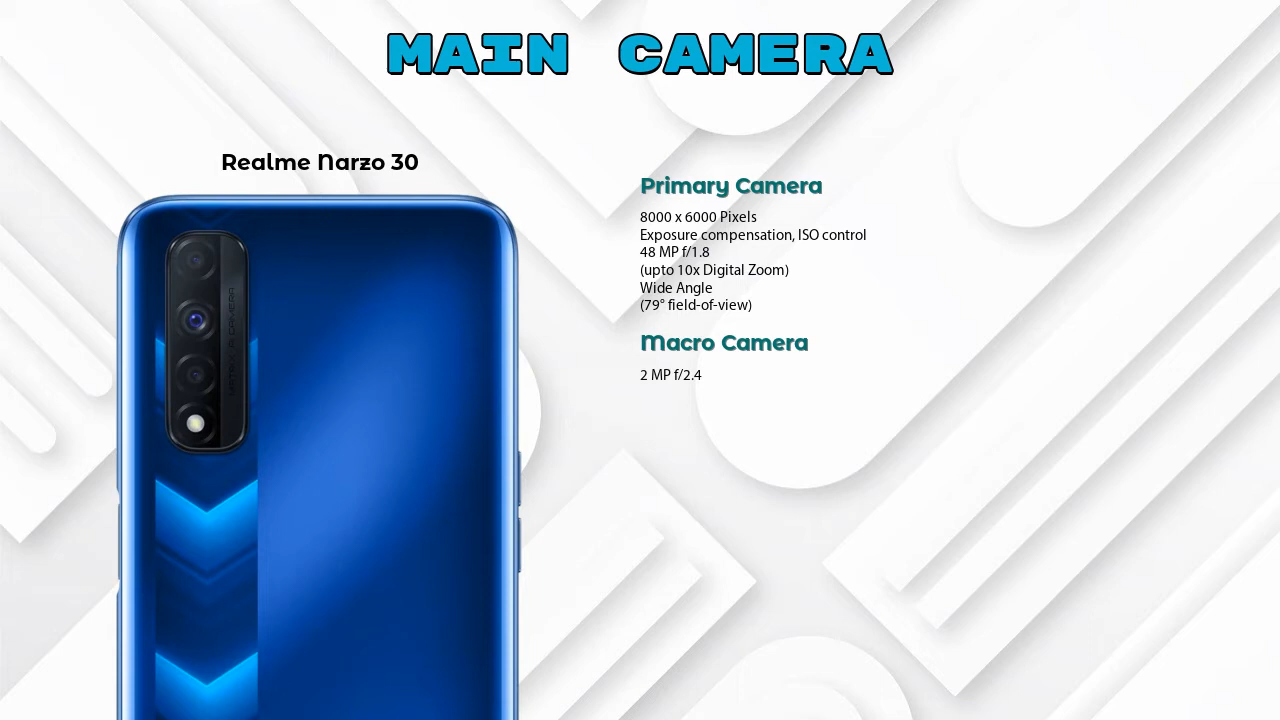 MAIN CAMERA
Realme Narzo 30
Primary Camera
8000 x 6000 Pixels
Exposure compensation, ISO control
48 MP f/1.8
(upto 10x Digital Zoom)
Wide Angle
(79° field-of-view)
Macro Camera
2 MP f/2.4